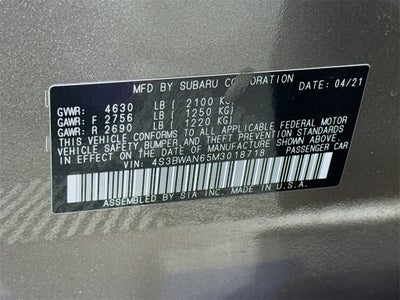 MFD BY SUBARU CORPORATION DATE: 04/21
GVWR: 4630 LB ( 2100 KG)
GAWR: F 2756 LB ( 1250 KG)
GAWR: R 2690 LB ( 1220 KG)
THIS VEHICLE CONFORMS TO ALL APPLICABLE FEDERAL MOTOR
VEHICLE SAFETY, BUMPER AND THEFT PREVENTION STANDARDS
IN EFFECT ON THE DATE OF MANUFACTURE SHOWN ABOVE.
VIN: 4S3BWAN65M3018718 PASSENGER CAR
ASSEMBLED BY SIA INC. MADE IN U.S.A.